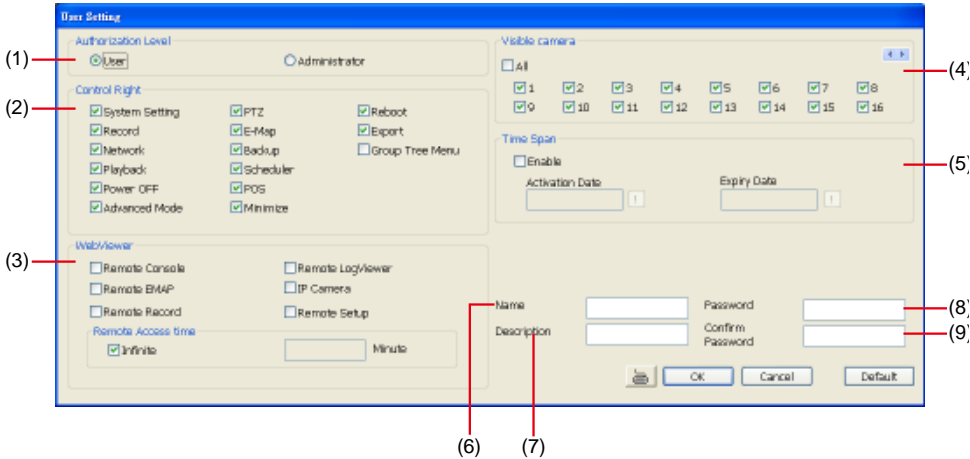 User Setting
Authorization Level
(1)
User
Administrator
Control Right
(2)
System Setting
PTZ
Reboot
Record
E-Map
Export
Network
Backup
Group Tree Menu
Playback
Scheduler
Power OFF
POS
Advanced Mode
Minimize
WebViewer
(3)
Remote Console
Remote LogViewer
Remote EMAP
IP Camera
Remote Record
Remote Setup
Remote Access time
Infinite
Minute
Visible camera
All
(4)
1 2 3 4 5 6 7 8
9 10 11 12 13 14 15 16
Time Span
Enable
(5)
Activation Date
Expiry Date
!
!
Name
Password
(8)
Description
Confirm
Password
(9)
OK
Cancel
Default
(6)
(7)